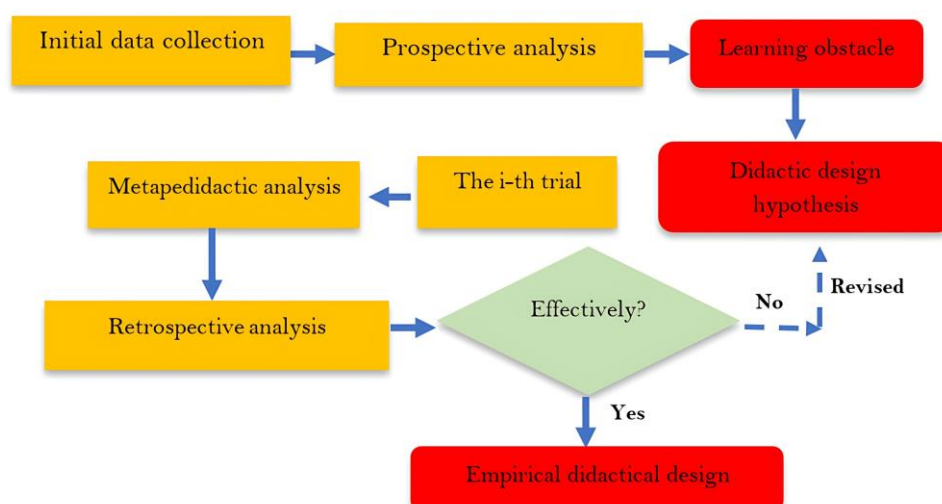 Initial data collection
Prospective analysis
Learning obstacle
Metapedidactic analysis
The i-th trial
Didactic design
hypothesis
Retrospective analysis
Effectively?
No
Revised
Yes
Empirical didactical design